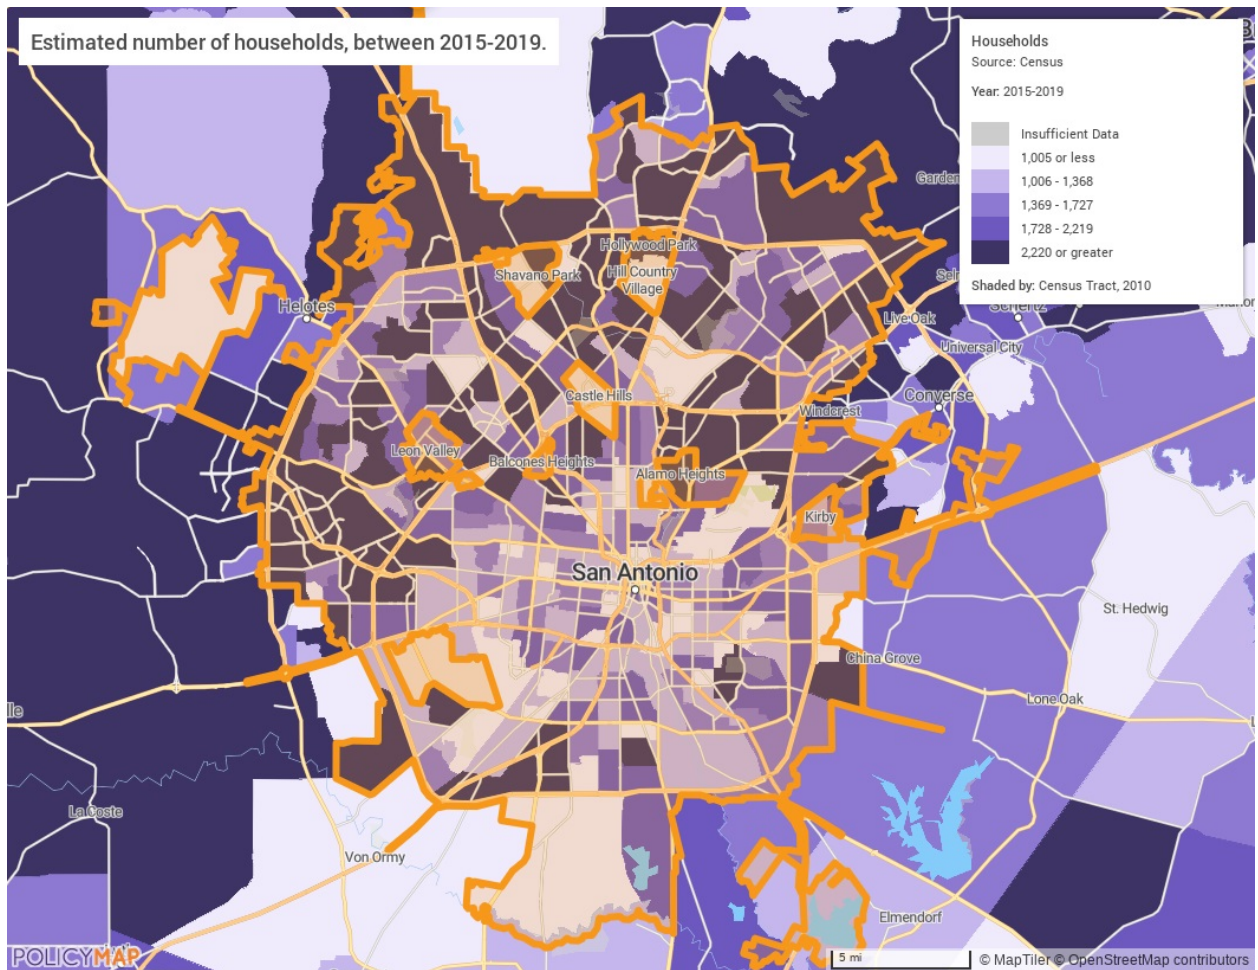 Estimated number of households, between 2015-2019.
Households
Source: Census
Year: 2015-2019
Insufficient Data
1,005 or less
1,006 - 1,368
1,369 - 1,727
1,728 - 2,219
2,220 or greater
Shaded by: Census Tract, 2010
Hollywood Park
Shavano Park
Hill Country
Village
Helotes
Live Oak
Universal City
Castle Hills
Converse
Windcrest
Leon Valley
Balcones Heights
Alamo Heights
Kirby
San Antonio
St. Hedwig
China Grove
Lone Oak
La Coste
Von Ormy
Elmendorf
POLICYMAP
5 mi
© MapTiler © OpenStreetMap contributors